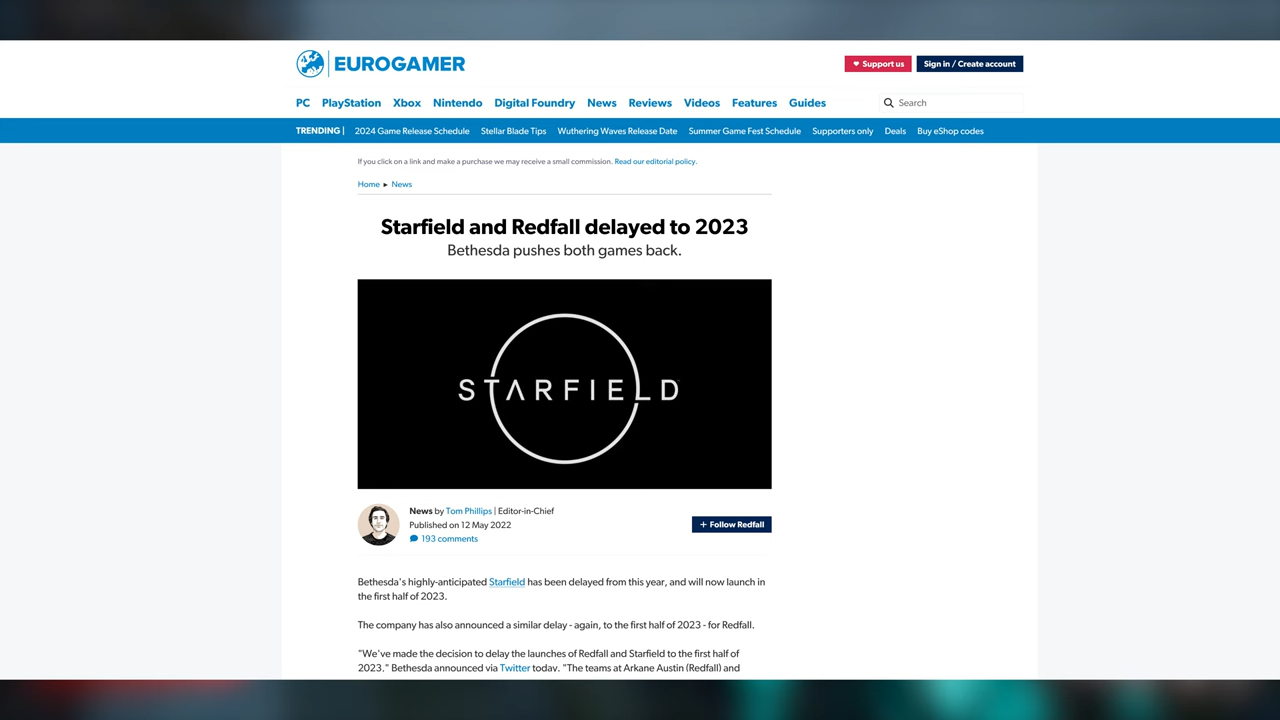 EUROGAMER
Support us
Sign in / Create account
PC PlayStation Xbox Nintendo Digital Foundry News Reviews Videos Features Guides
Search
TRENDING | 2024 Game Release Schedule Stellar Blade Tips Wuthering Waves Release Date Summer Game Fest Schedule Supporters only Deals Buy eShop codes
If you click on a link and make a purchase we may receive a small commission. Read our editorial policy.
Home ▸ News
Starfield and Redfall delayed to 2023
Bethesda pushes both games back.
STARFIELD
News by Tom Phillips | Editor-in-Chief
Published on 12 May 2022
193 comments
+ Follow Redfall
Bethesda's highly-anticipated Starfield has been delayed from this year, and will now launch in
the first half of 2023.
The company has also announced a similar delay - again, to the first half of 2023 - for Redfall.
"We've made the decision to delay the launches of Redfall and Starfield to the first half of
2023." Bethesda announced via Twitter today. "The teams at Arkane Austin (Redfall) and